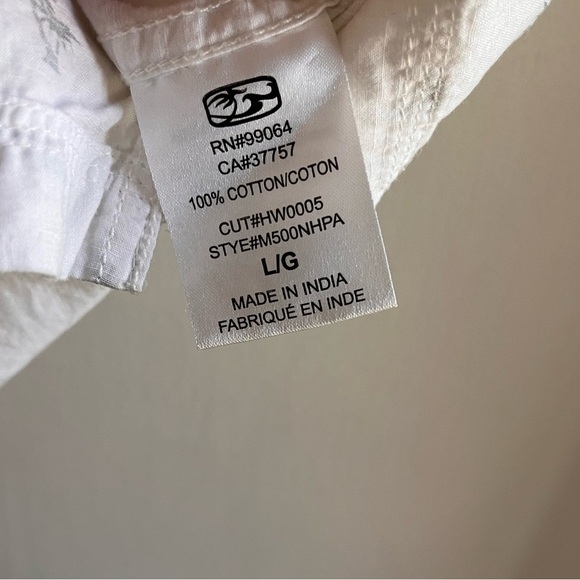 RN#99064
CA#37757
100% COTTON/COTON
CUT#HW0005
STYE#M500NHPA
L/G
MADE IN INDIA
FABRIQUÉ EN INDE